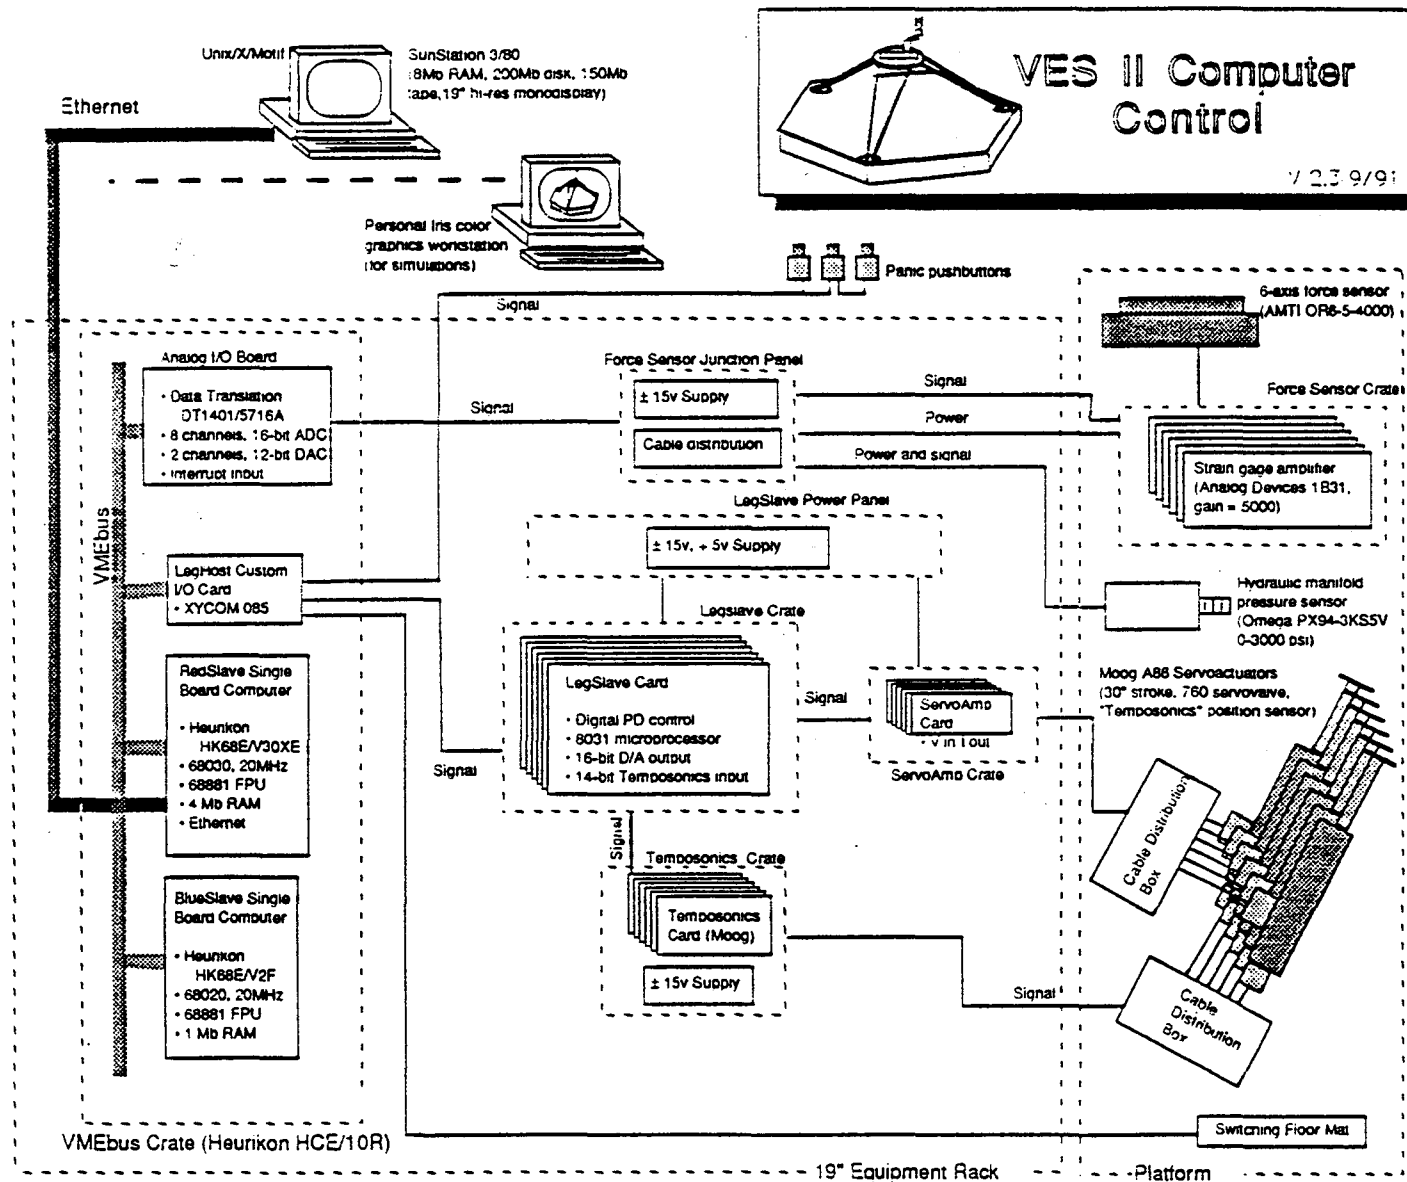 Unix/X/Motif
SunStation 3/80
(8Mb RAM, 200Mb disk, 150Mb
tape,19" hi-res monodisplay)
Ethernet
VES II Computer
Control
V 2.3 9/91
Personal Iris color
graphics workstation
(for simulations)
Panic pushbuttons
Signal
6-axis force sensor
(AMTI OR6-5-4000)
Analog I/O Board
• Data Translation
DT1401/5716A
• 8 channels, 16-bit ADC
• 2 channels, 12-bit DAC
• Interrupt input
Signal
Force Sensor Junction Panel
± 15v Supply
Cable distribution
Signal
Power
Power and signal
Force Sensor Crate
Strain gage amplifier
(Analog Devices 1B31,
gain = 5000)
VMEbus
LegSlave Power Panel
± 15v, + 5v Supply
LegHost Custom
I/O Card
• XYCOM 085
Hydraulic manifold
pressure sensor
(Omega PX94-3KS5V
0-3000 psi)
Legslave Crate
LegSlave Card
• Digital PD control
• 8031 microprocessor
• 16-bit D/A output
• 14-bit Temposonics input
Signal
Signal
ServoAmp
Card
• V in I out
ServoAmp Crate
Moog A86 Servoactuators
(30" stroke, 760 servovalve,
"Temposonics" position sensor)
RedSlave Single
Board Computer
• Heurikon
HK68E/V30XE
• 68030, 20MHz
• 68881 FPU
• 4 Mb RAM
• Ethernet
Cable Distribution
Box
Signal
Temposonics Crate
Temposonics
Card (Moog)
± 15v Supply
BlueSlave Single
Board Computer
• Heurikon
HK68E/V2F
• 68020, 20MHz
• 68881 FPU
• 1 Mb RAM
Signal
Cable
Distribution
Box
Switching Floor Mat
VMEbus Crate (Heurikon HCE/10R)
19" Equipment Rack
Platform